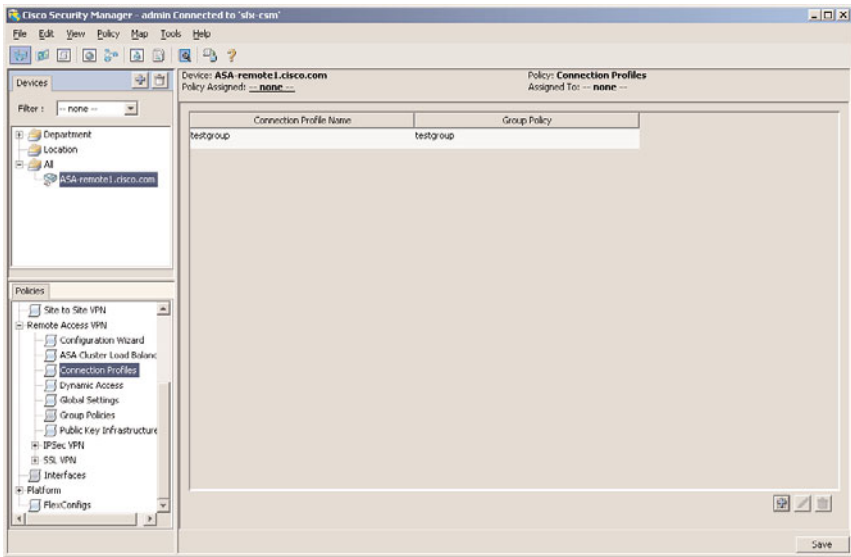 Cisco Security Manager - admin Connected to 'shx-csm'
File Edit View Policy Map Tools Help
Devices
Filter : -- none --
Department
Location
All
ASA-remote1.cisco.com
Policies
Site to Site VPN
Remote Access VPN
Configuration Wizard
ASA Cluster Load Balanc
Connection Profiles
Dynamic Access
Global Settings
Group Policies
Public Key Infrastructure
IPSec VPN
SSL VPN
Interfaces
Platform
FlexConfigs
Device: ASA-remote1.cisco.com Policy: Connection Profiles
Policy Assigned: -- none -- Assigned To: -- none --
Connection Profile Name Group Policy
testgroup testgroup
Save